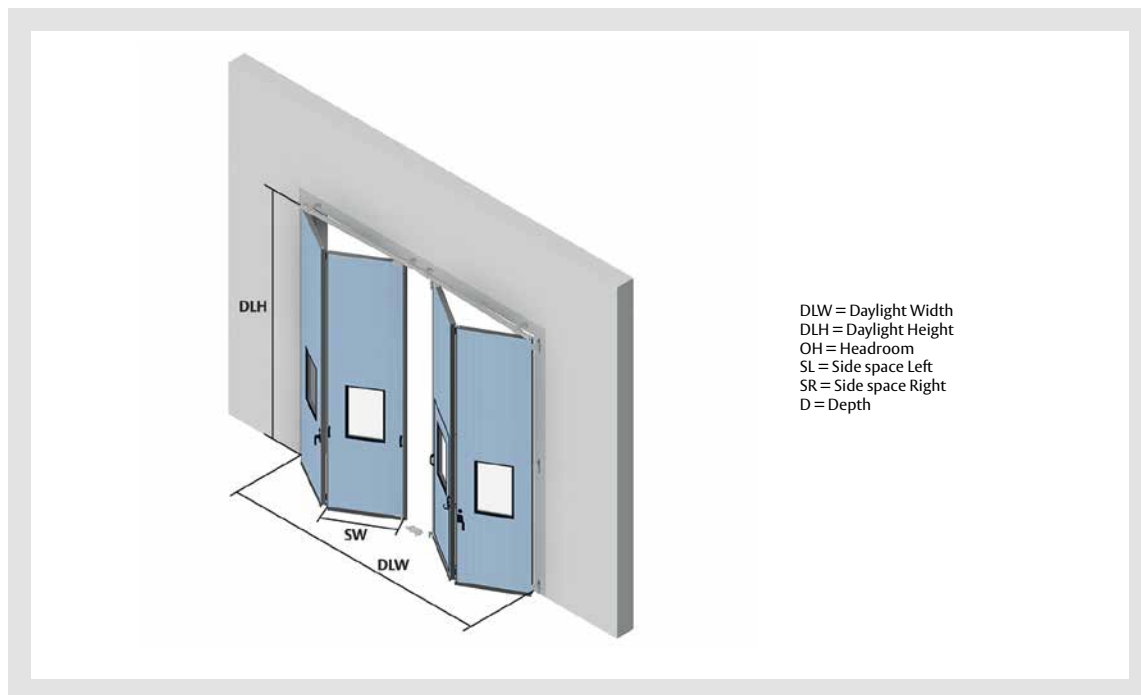 DLH
SW
DLW
DLW = Daylight Width
DLH = Daylight Height
OH = Headroom
SL = Side space Left
SR = Side space Right
D = Depth